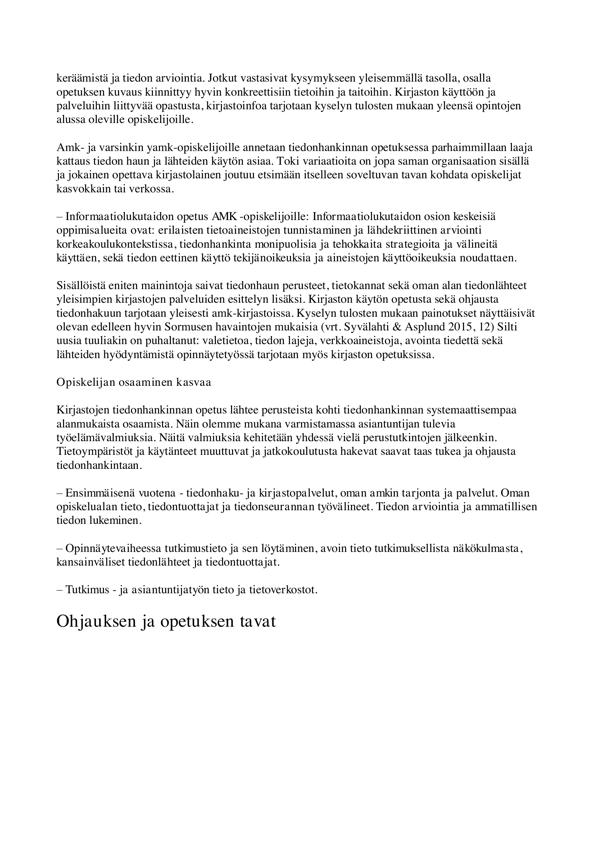 keräämistä ja tiedon arviointia. Jotkut vastasivat kysymykseen yleisemmällä tasolla, osalla
opetuksen kuvaus kiinnittyy hyvin konkreettisiin tietoihin ja taitoihin. Kirjaston käyttöön ja
palveluihin liittyvää opastusta, kirjastoinfoa tarjotaan kyselyn tulosten mukaan yleensä opintojen
alussa oleville opiskelijoille.

Amk- ja varsinkin yamk-opiskelijoille annetaan tiedonhankinnan opetuksessa parhaimmillaan laaja
kattaus tiedon haun ja lähteiden käytön asiaa. Toki variaatioita on jopa saman organisaation sisällä
ja jokainen opettava kirjastolainen joutuu etsimään itselleen soveltuvan tavan kohdata opiskelijat
kasvokkain tai verkossa.

– Informaatiolukutaidon opetus AMK -opiskelijoille: Informaatiolukutaidon osion keskeisiä
oppimisalueita ovat: erilaisten tietoaineistojen tunnistaminen ja lähdekriittinen arviointi
korkeakoulukontekstissa, tiedonhankinta monipuolisia ja tehokkaita strategioita ja välineitä
käyttäen, sekä tiedon eettinen käyttö tekijänoikeuksia ja aineistojen käyttöoikeuksia noudattaen.

Sisällöistä eniten mainintoja saivat tiedonhaun perusteet, tietokannat sekä oman alan tiedonlähteet
yleisimpien kirjastojen palveluiden esittelyn lisäksi. Kirjaston käytön opetusta sekä ohjausta
tiedonhakuun tarjotaan yleisesti amk-kirjastoissa. Kyselyn tulosten mukaan painotukset näyttäisivät
olevan edelleen hyvin Sormusen havaintojen mukaisia (vrt. Syvälahti & Asplund 2015, 12) Silti
uusia tuuliakin on puhaltanut: valetietoa, tiedon lajeja, verkkoaineistoja, avointa tiedettä sekä
lähteiden hyödyntämistä opinnäytetyössä tarjotaan myös kirjaston opetuksissa.

Opiskelijan osaaminen kasvaa

Kirjastojen tiedonhankinnan opetus lähtee perusteista kohti tiedonhankinnan systemaattisempaa
alanmukaista osaamista. Näin olemme mukana varmistamassa asiantuntijan tulevia
työelämävalmiuksia. Näitä valmiuksia kehitetään yhdessä vielä perustutkintojen jälkeenkin.
Tietoympäristöt ja käytänteet muuttuvat ja jatkokoulutusta hakevat saavat taas tukea ja ohjausta
tiedonhankintaan.

– Ensimmäisenä vuotena - tiedonhaku- ja kirjastopalvelut, oman amkin tarjonta ja palvelut. Oman
opiskelualan tieto, tiedontuottajat ja tiedonseurannan työvälineet. Tiedon arviointia ja ammatillisen
tiedon lukeminen.

– Opinnäytevaiheessa tutkimustieto ja sen löytäminen, avoin tieto tutkimuksellista näkökulmasta,
kansainväliset tiedonlähteet ja tiedontuottajat.

– Tutkimus - ja asiantuntijatyön tieto ja tietoverkostot.

Ohjauksen ja opetuksen tavat